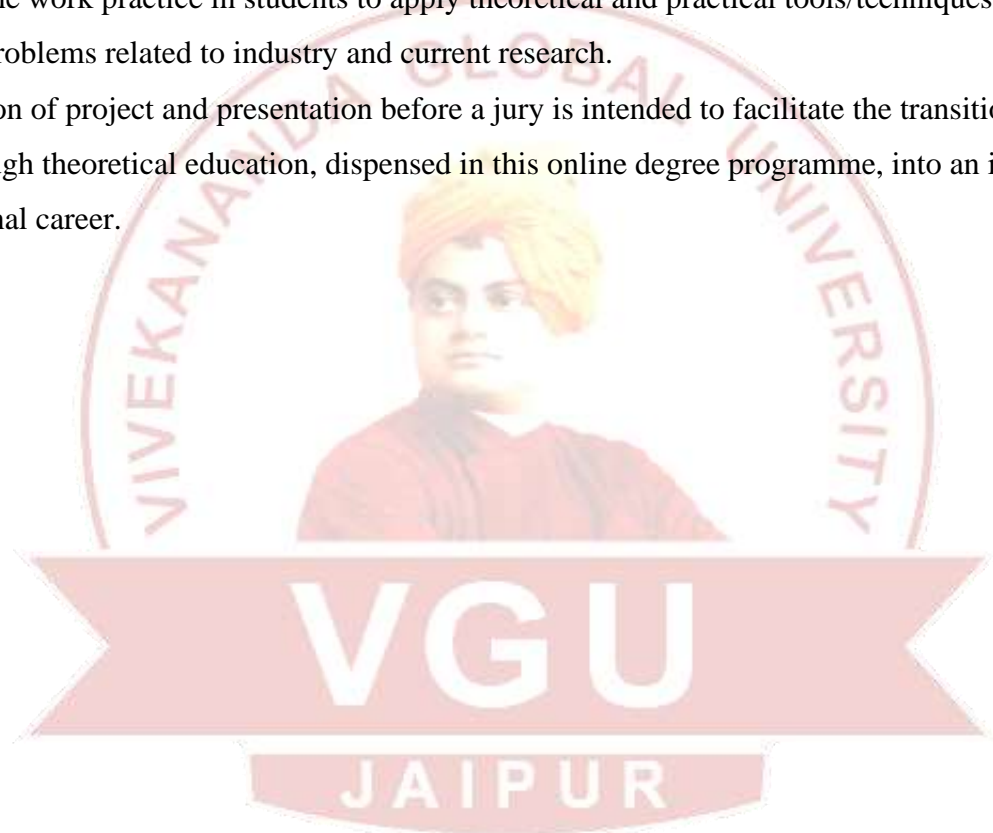 e work practice in students to apply theoretical and practical tools/techniques
roblems related to industry and current research.
on of project and presentation before a jury is intended to facilitate the transitio
gh theoretical education, dispensed in this online degree programme, into an i
nal career.
VIVEKANANDA GLOBAL UNIVERSITY
VGU
JAIPUR